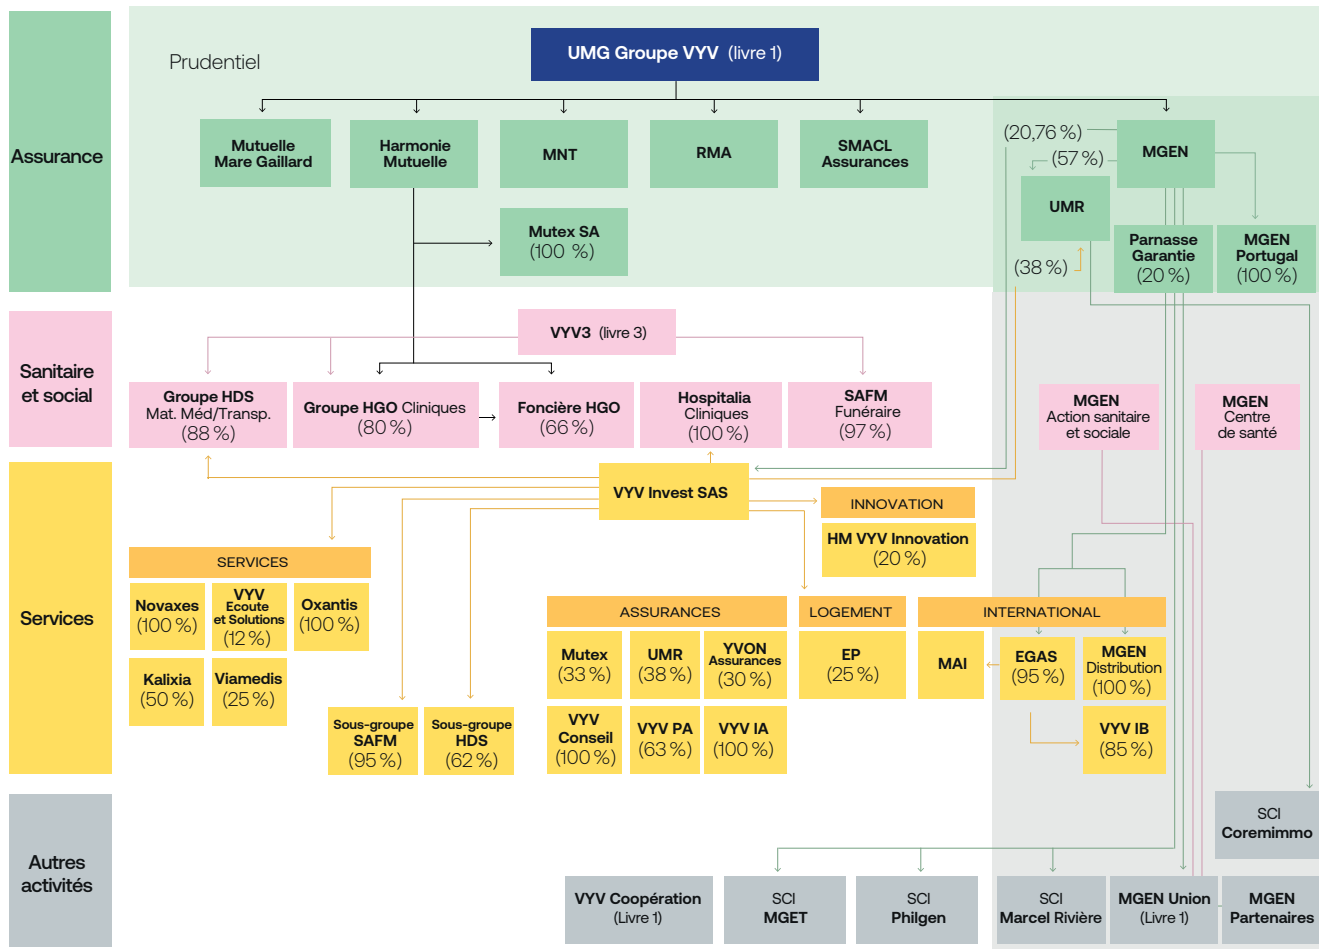 Prudentiel
UMG Groupe VYV (livre 1)
Assurance
Mutuelle
Mare Gaillard
Harmonie
Mutuelle
MNT
RMA
SMACL
Assurances
(20,76 %)
(57 %)
MGEN
UMR
(38 %)
Parnasse
Garantie
(20 %)
MGEN
Portugal
(100 %)
Mutex SA
(100 %)
Sanitaire
et social
VYV3 (livre 3)
Groupe HDS
Mat. Méd/Transp.
(88 %)
Groupe HGO Cliniques
(80 %)
Foncière HGO
(66 %)
Hospitalia
Cliniques
(100 %)
SAFM
Funéraire
(97 %)
MGEN
Action sanitaire
et sociale
MGEN
Centre
de santé
Services
VYV Invest SAS
INNOVATION
HM VYV Innovation
(20 %)
SERVICES
Novaxes
(100 %)
VYV
Ecoute
et Solutions
(12 %)
Oxantis
(100 %)
Kalixia
(50 %)
Viamedis
(25 %)
Sous-groupe
SAFM
(95 %)
Sous-groupe
HDS
(62 %)
ASSURANCES
Mutex
(33 %)
UMR
(38 %)
YVON
Assurances
(30 %)
VYV
Conseil
(100 %)
VYV PA
(63 %)
VYV IA
(100 %)
LOGEMENT
EP
(25 %)
INTERNATIONAL
MAI
EGAS
(95 %)
MGEN
Distribution
(100 %)
VYV IB
(85 %)
Autres
activités
SCI
Coremimmo
VYV Coopération
(Livre 1)
SCI
MGET
SCI
Philgen
SCI
Marcel Rivière
MGEN Union
(Livre 1)
MGEN
Partenaires